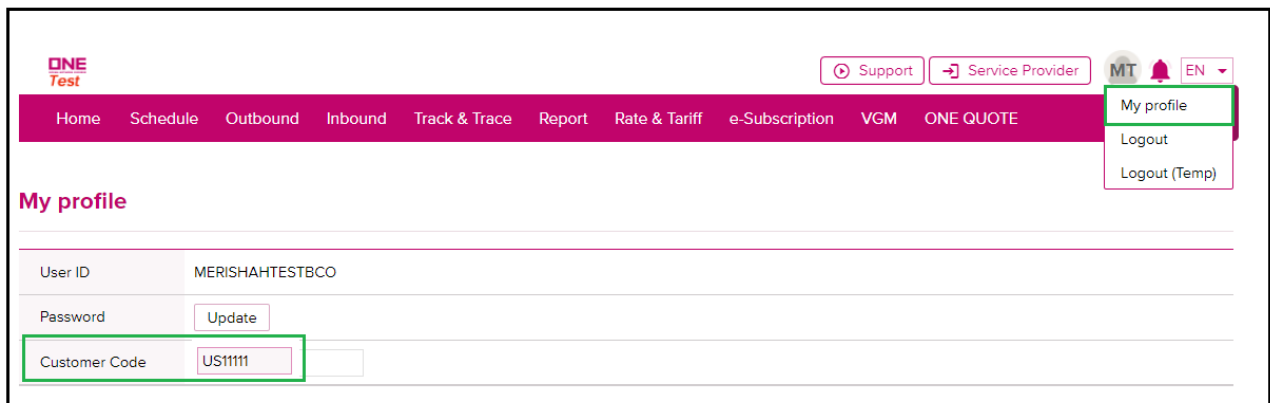 ONE
Test
Support
Service Provider
MT
EN
Home Schedule Outbound Inbound Track & Trace Report Rate & Tariff e-Subscription VGM ONE QUOTE
My profile
Logout
Logout (Temp)
My profile
User ID MERISHAHTESTBCO
Password Update
Customer Code US11111